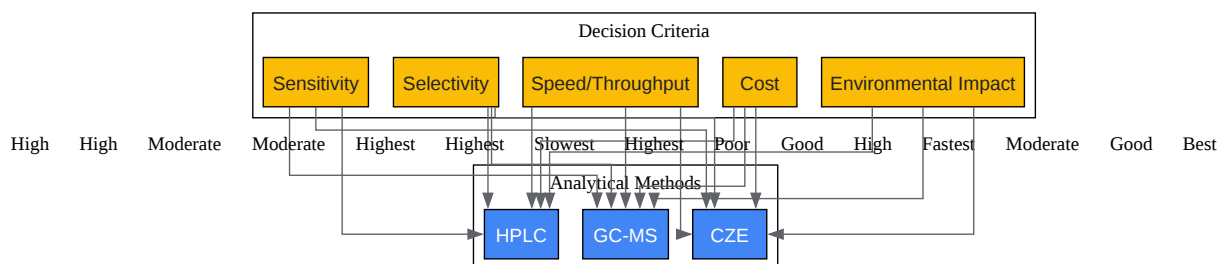 Decision Criteria
Sensitivity Selectivity Speed/Throughput Cost Environmental Impact
High High Moderate Moderate Highest Highest Slowest Highest Poor Good High Fastest Moderate Good Best
Analytical Methods
HPLC GC-MS CZE